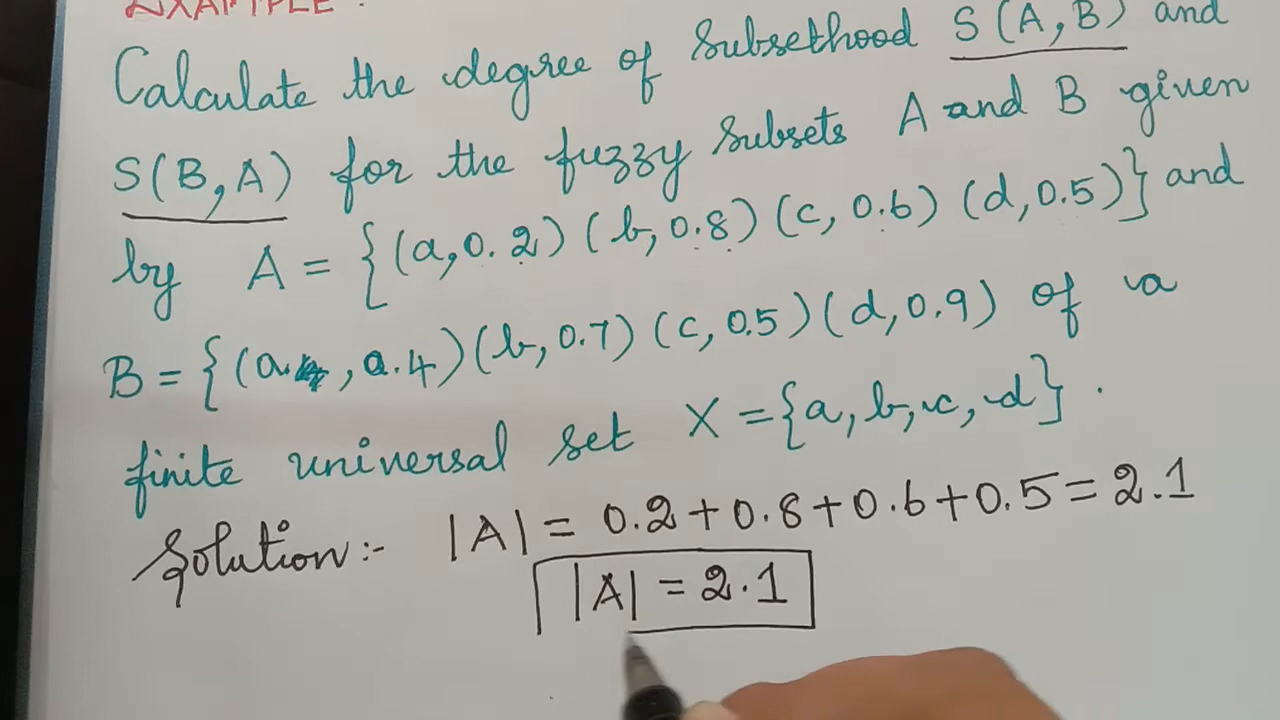 EXAMPLE:
Calculate the degree of Subsethood S(A,B) and
S(B,A) for the fuzzy Subsets A and B given
by A = {(a,0.2) (b,0.8) (c,0.6) (d,0.5)} and
B = {(a, 0.4)(b,0.7)(c,0.5)(d,0.9) of a
finite universal set X = {a,b,c,d}.
Solution:- |A| = 0.2+0.8+0.6+0.5=2.1
|A| = 2.1